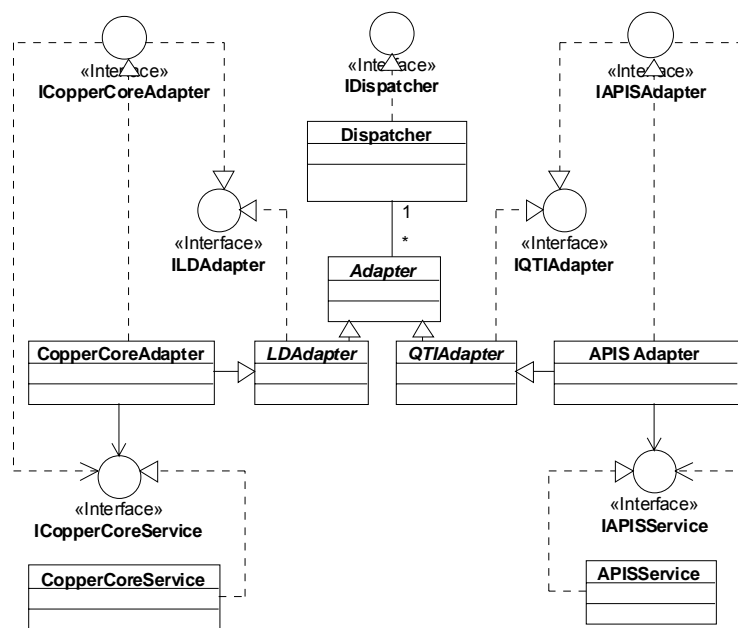 «Interface»
ICopperCoreAdapter
«Interface»
IDispatcher
«Interface»
IAPISAdapter
Dispatcher
1
*
«Interface»
ILDAdapter
«Interface»
IQTIAdapter
Adapter
CopperCoreAdapter
LDAdapter
QTIAdapter
APIS Adapter
«Interface»
ICopperCoreService
«Interface»
IAPISService
CopperCoreService
APISService